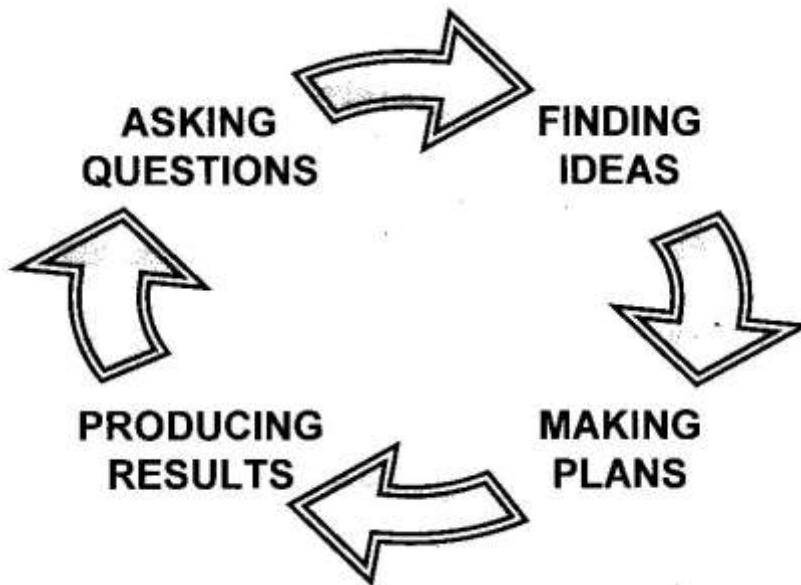 ASKING
QUESTIONS
FINDING
IDEAS
MAKING
PLANS
PRODUCING
RESULTS